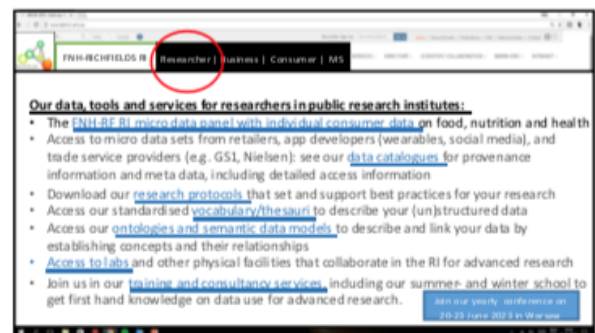 FNH-RICHFIELDS RI
Researcher | Business | Consumer | MS
Our data, tools and services for researchers in public research institutes:
• The FNH-RF RI micro data panel with individual consumer data on food, nutrition and health
• Access to micro data sets from retailers, app developers (wearables, social media), and
trade service providers (e.g. GS1, Nielsen): see our data catalogues for provenance
information and meta data, including detailed access information
• Download our research protocols that set and support best practices for your research
• Access our standardised vocabulary/thesauri to describe your (un)structured data
• Access our ontologies and semantic data models to describe and link your data by
establishing concepts and their relationships
• Access to labs and other physical facilities that collaborate in the RI for advanced research
• Join us in our training and consultancy services, including our summer- and winter school to
get first hand knowledge on data use for advanced research.
Join our yearly conference on
20-23 June 2023 in Warsaw